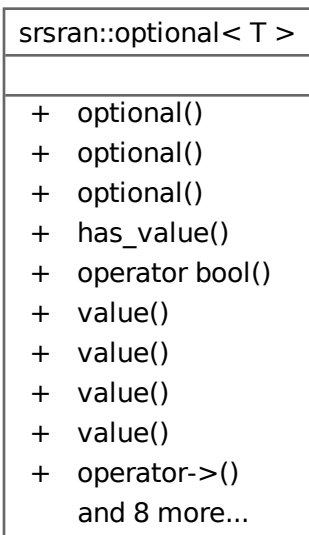 srsran::optional< T >
+ optional()
+ optional()
+ optional()
+ has_value()
+ operator bool()
+ value()
+ value()
+ value()
+ value()
+ operator->()
and 8 more...